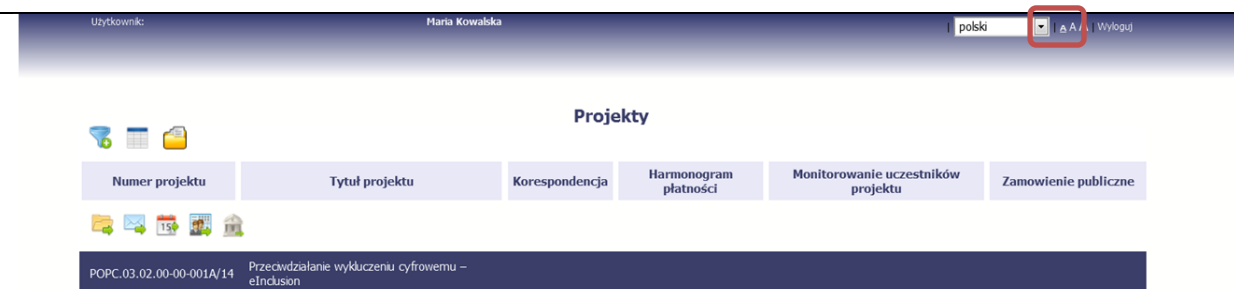 Użytkownik: Maria Kowalska | polski | A A A | Wyloguj
Projekty
Numer projektu Tytuł projektu Korespondencja Harmonogram płatności Monitorowanie uczestników projektu Zamowienie publiczne
15
POPC.03.02.00-00-001A/14 Przeciwdziałanie wykluczeniu cyfrowemu –
eInclusion